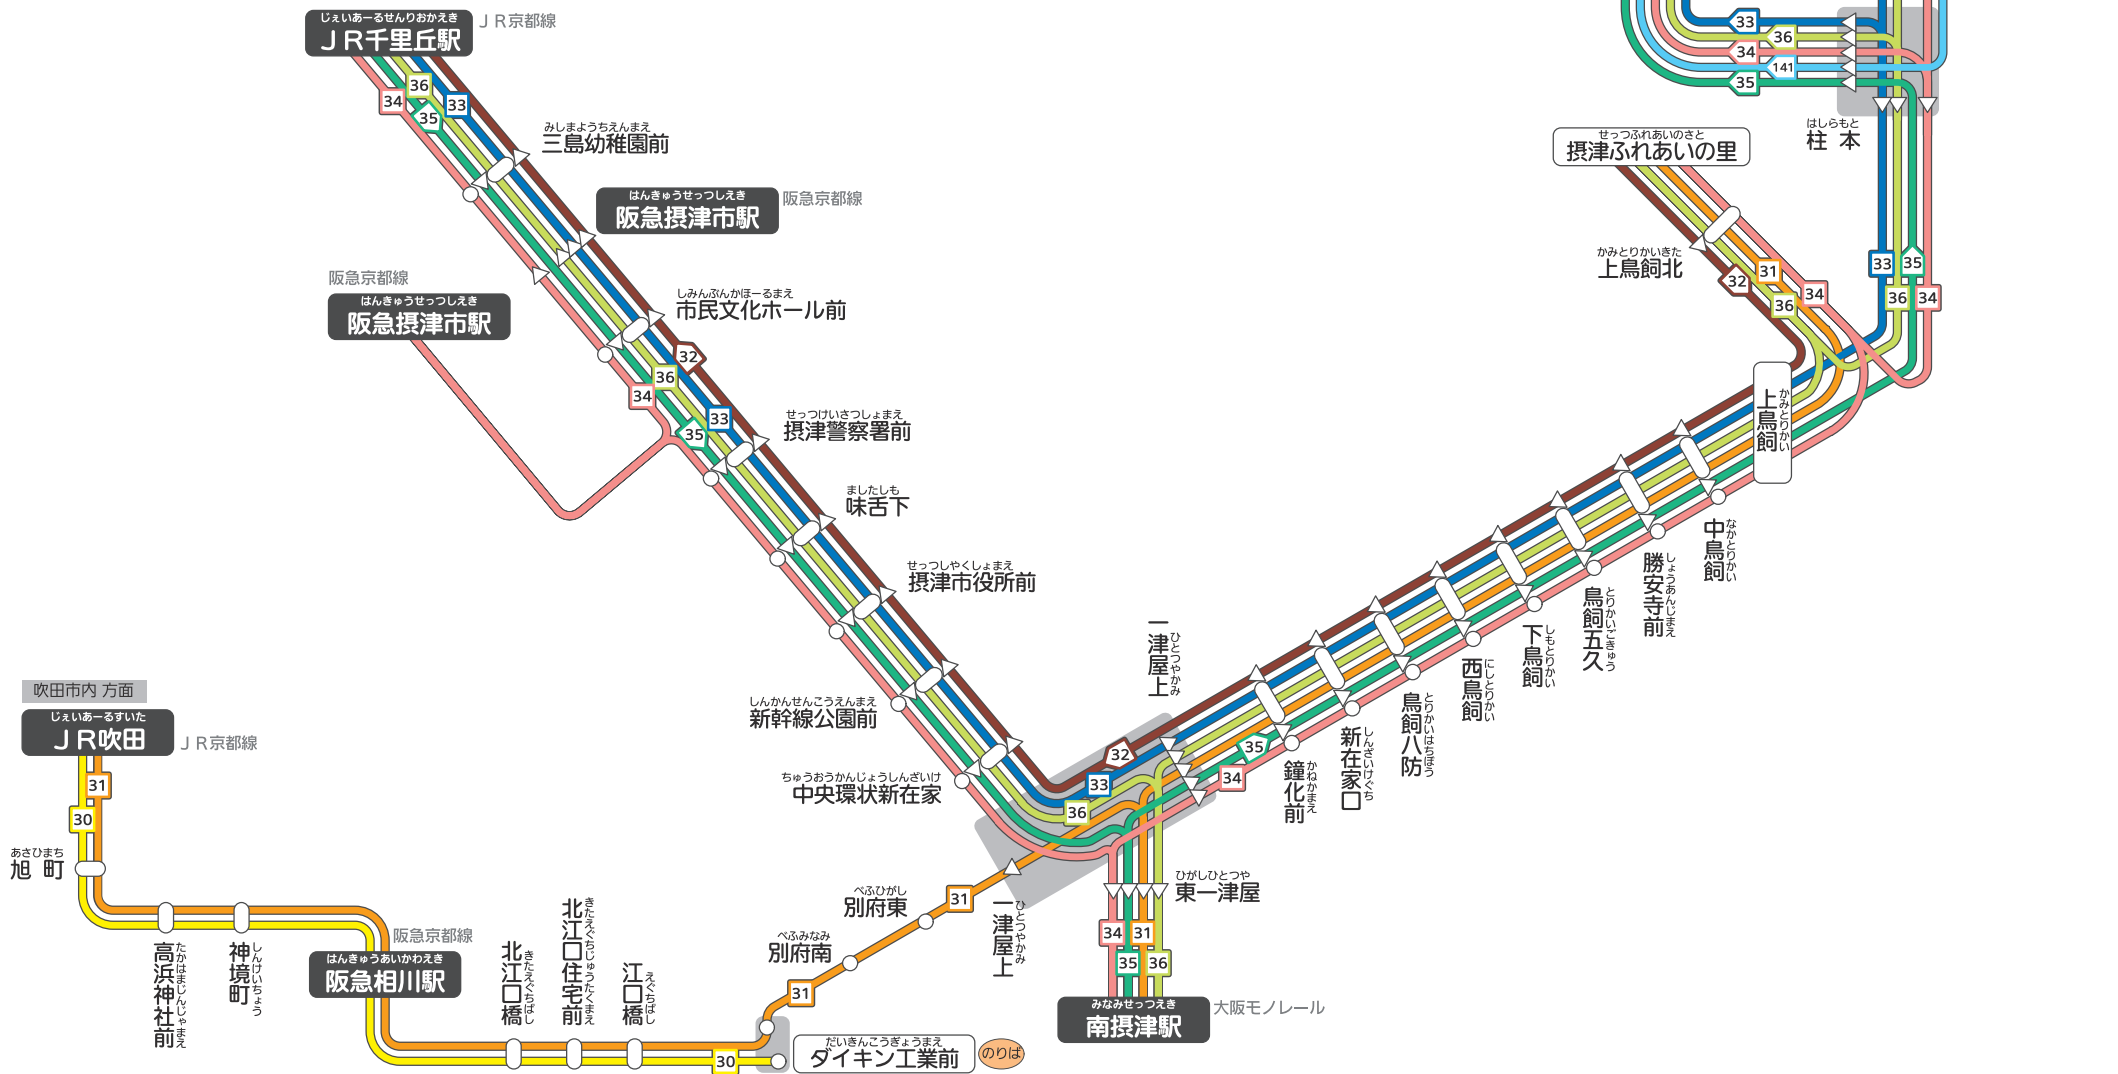 じぇいあーるせんりおかえき
ＪＲ千里丘駅
ＪＲ京都線
36
34
35
33
みしまようちえんまえ
三島幼稚園前
はんきゅうせっつしえき
阪急摂津市駅
阪急京都線
阪急京都線
はんきゅうせっつしえき
阪急摂津市駅
しみんぶんかほーるまえ
市民文化ホール前
32
36
34
33
35
せっつけいさつしょまえ
摂津警察署前
ましたしも
味舌下
せっつしやくしょまえ
摂津市役所前
しんかんせんこうえんまえ
新幹線公園前
ちゅうおうかんじょうしんざいけ
中央環状新在家
33
36
34
141
35
はしらもと
柱本
せっつふれあいのさと
摂津ふれあいの里
かみとりかいきた
上鳥飼北
32
31
36
34
33
35
36
34
かみとりかい
上鳥飼
なかとりかい
中鳥飼
しょうあんじまえ
勝安寺前
とりかいごきゅう
鳥飼五久
しもとりかい
下鳥飼
にしとりかい
西鳥飼
とりかいはちぼう
鳥飼八防
しんざいけぐち
新在家口
かねかまえ
鐘化前
ひとつやかみ
一津屋上
32
33
36
35
34
ひがしひとつや
東一津屋
34
31
35
36
みなみせっつえき
南摂津駅
大阪モノレール
ひとつやかみ
一津屋上
31
べふひがし
別府東
べふみなみ
別府南
31
吹田市内 方面
じぇいあーるすいた
ＪＲ吹田
ＪＲ京都線
31
30
あさひまち
旭町
たかはまじんじゃまえ
高浜神社前
しんけいちょう
神境町
阪急京都線
はんきゅうあいかわえき
阪急相川駅
きたえぐちばし
北江口橋
きたえぐちじゅうたくまえ
北江口住宅前
えぐちばし
江口橋
30
だいきんこうぎょうまえ
ダイキン工業前
のりば